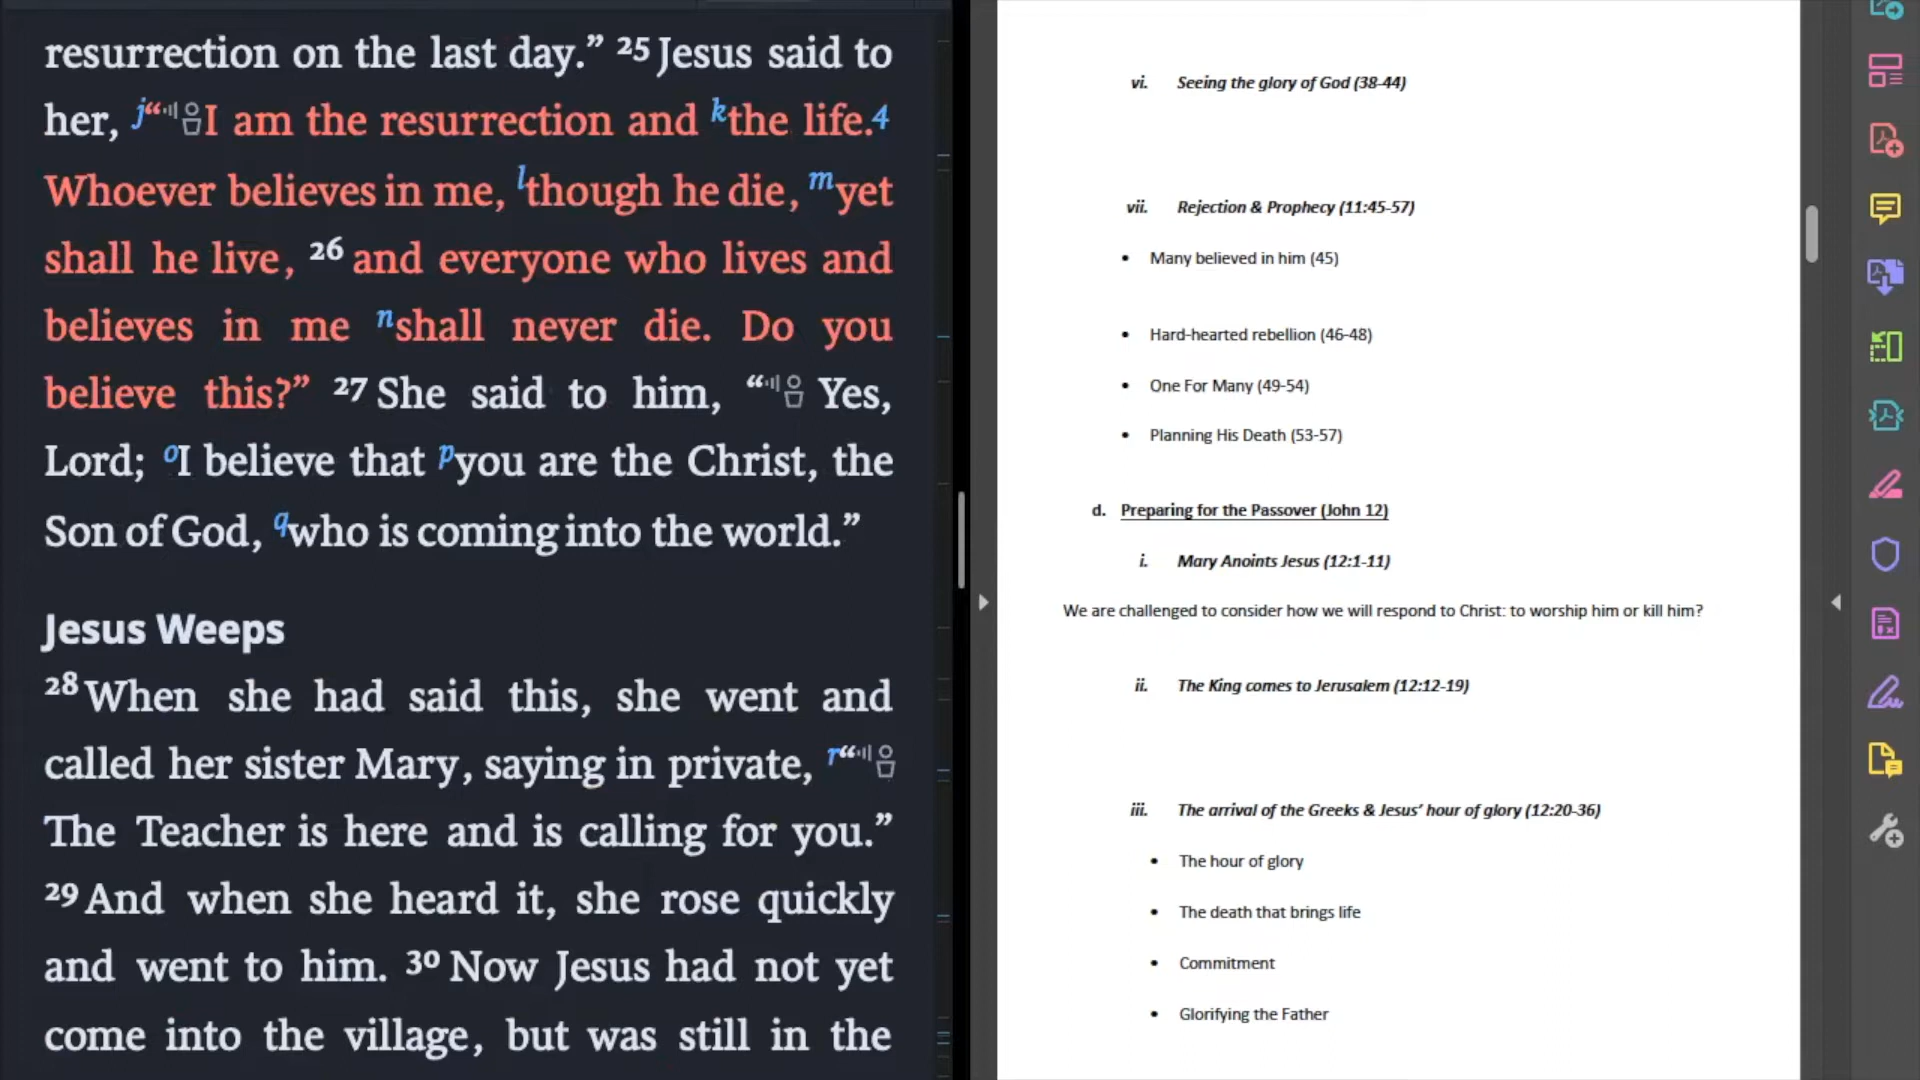 resurrection on the last day.” 25 Jesus said to
her, j“I am the resurrection and kthe life.4
Whoever believes in me, lthough he die, myet
shall he live, 26 and everyone who lives and
believes in me nshall never die. Do you
believe this?” 27 She said to him, “Yes,
Lord; oI believe that pyou are the Christ, the
Son of God, qwho is coming into the world.”
Jesus Weeps
28 When she had said this, she went and
called her sister Mary, saying in private, r“
The Teacher is here and is calling for you.”
29 And when she heard it, she rose quickly
and went to him. 30 Now Jesus had not yet
come into the village, but was still in the
vi. Seeing the glory of God (38-44)
vii. Rejection & Prophecy (11:45-57)
• Many believed in him (45)
• Hard-hearted rebellion (46-48)
• One For Many (49-54)
• Planning His Death (53-57)
d. Preparing for the Passover (John 12)
i. Mary Anoints Jesus (12:1-11)
We are challenged to consider how we will respond to Christ: to worship him or kill him?
ii. The King comes to Jerusalem (12:12-19)
iii. The arrival of the Greeks & Jesus’ hour of glory (12:20-36)
• The hour of glory
• The death that brings life
• Commitment
• Glorifying the Father